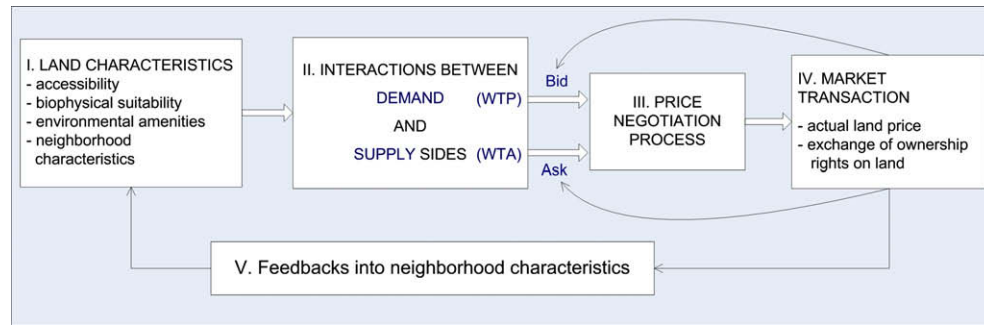 I. LAND CHARACTERISTICS
- accessibility
- biophysical suitability
- environmental amenities
- neighborhood
characteristics
II. INTERACTIONS BETWEEN
DEMAND (WTP)
AND
SUPPLY SIDES (WTA)
Bid
Ask
III. PRICE
NEGOTIATION
PROCESS
IV. MARKET
TRANSACTION
- actual land price
- exchange of ownership
rights on land
V. Feedbacks into neighborhood characteristics